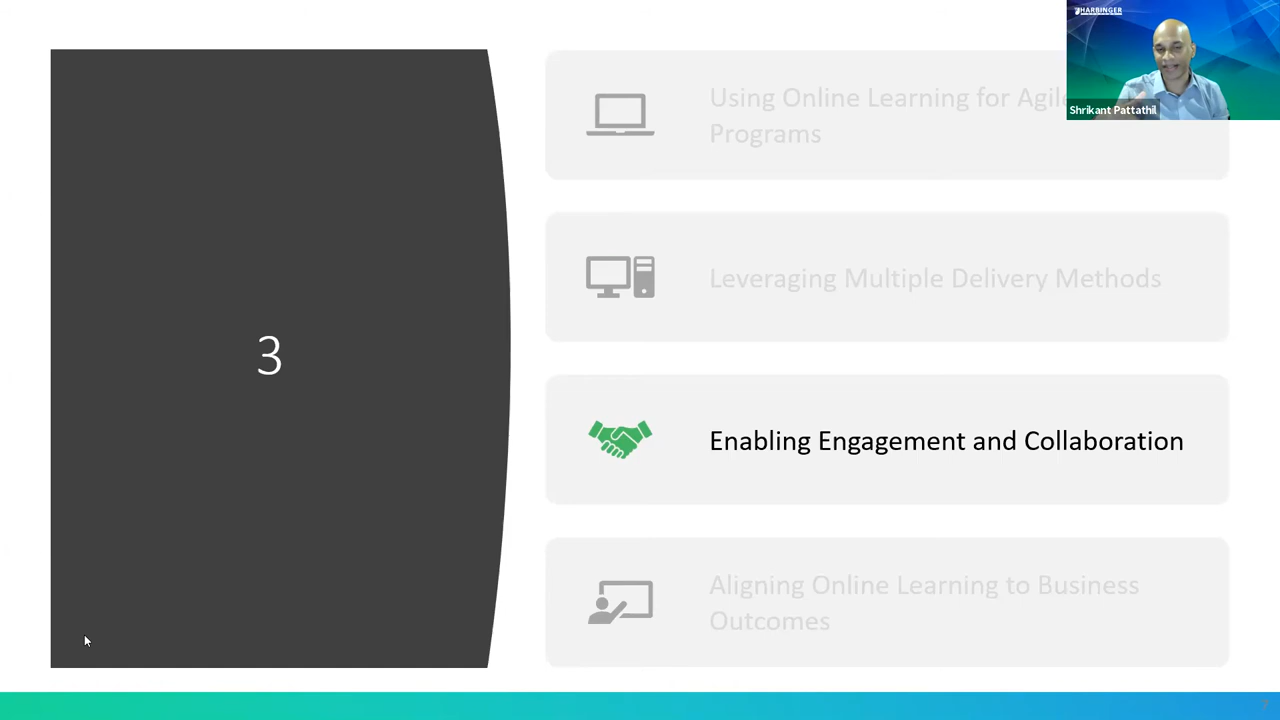 HARBINGER
Shrikant Pattathil
Using Online Learning for Agile
Programs
Leveraging Multiple Delivery Methods
3
Enabling Engagement and Collaboration
Aligning Online Learning to Business
Outcomes